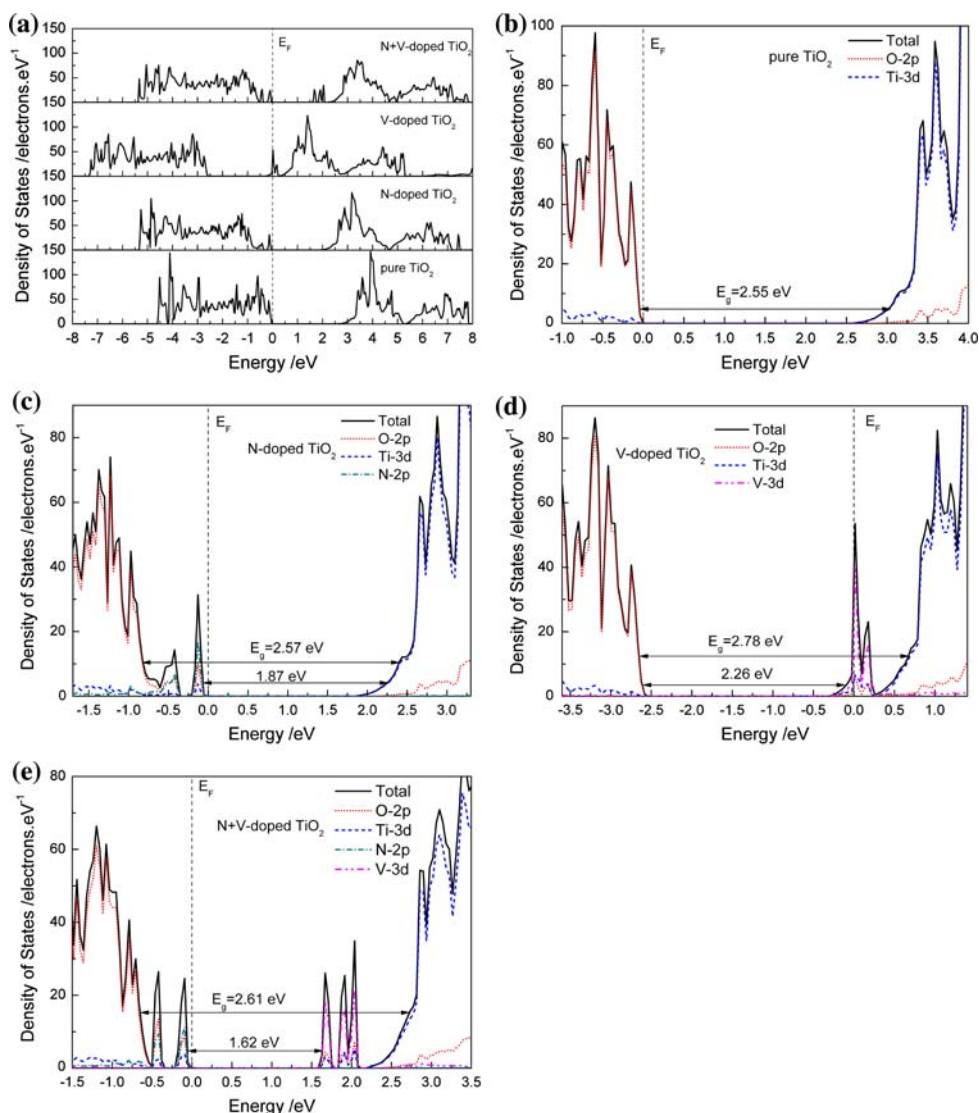 (a)
E_F
N+V-doped TiO₂
V-doped TiO₂
N-doped TiO₂
pure TiO₂
150
100
50
150
100
50
150
100
50
150
100
50
0
-8 -7 -6 -5 -4 -3 -2 -1 0 1 2 3 4 5 6 7 8
Energy /eV
Density of States /electrons.eV⁻¹
(b)
E_F
pure TiO₂
Total
O-2p
Ti-3d
E_g=2.55 eV
100
80
60
40
20
0
-1.0 -0.5 0.0 0.5 1.0 1.5 2.0 2.5 3.0 3.5 4.0
Energy /eV
Density of States /electrons.eV⁻¹
(c)
E_F
N-doped TiO₂
Total
O-2p
Ti-3d
N-2p
E_g=2.57 eV
1.87 eV
80
60
40
20
0
-1.5 -1.0 -0.5 0.0 0.5 1.0 1.5 2.0 2.5 3.0
Energy /eV
Density of States /electrons.eV⁻¹
(d)
E_F
V-doped TiO₂
Total
O-2p
Ti-3d
V-3d
E_g=2.78 eV
2.26 eV
80
60
40
20
0
-3.5 -3.0 -2.5 -2.0 -1.5 -1.0 -0.5 0.0 0.5 1.0
Energy /eV
Density of States /electrons.eV⁻¹
(e)
E_F
N+V-doped TiO₂
Total
O-2p
Ti-3d
N-2p
V-3d
E_g=2.61 eV
1.62 eV
80
60
40
20
0
-1.5 -1.0 -0.5 0.0 0.5 1.0 1.5 2.0 2.5 3.0 3.5
Energy /eV
Density of States /electrons.eV⁻¹